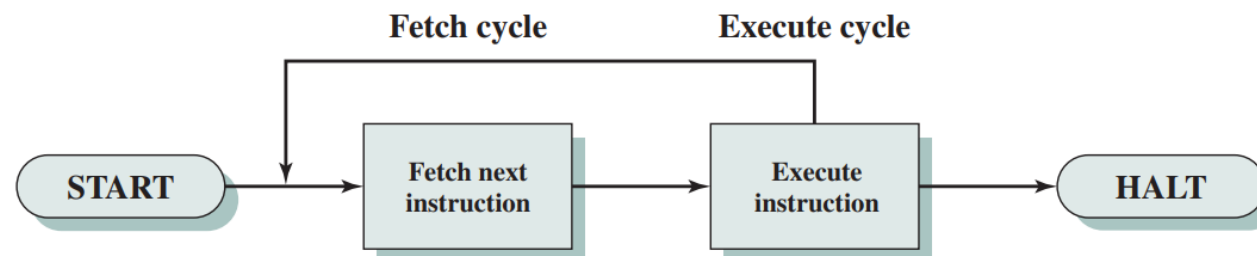 Fetch cycle
Execute cycle
START
Fetch next
instruction
Execute
instruction
HALT